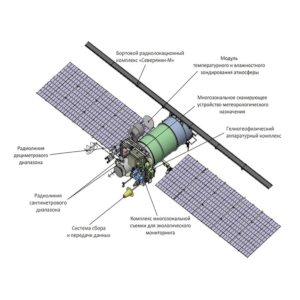 Бортовой радиолокационный
комплекс «Северянин-М»
Модуль
температурного и влажностного
зондирования атмосферы
Многозональное сканирующее
устройство метеорологического
назначения
Гелиогеофизический
аппаратурный комплекс
Радиолиния
дециметрового
диапазона
Радиолинии
сантиметрового
диапазона
Система сбора
и передачи данных
Комплекс многозональной
съемки для экологического
мониторинга